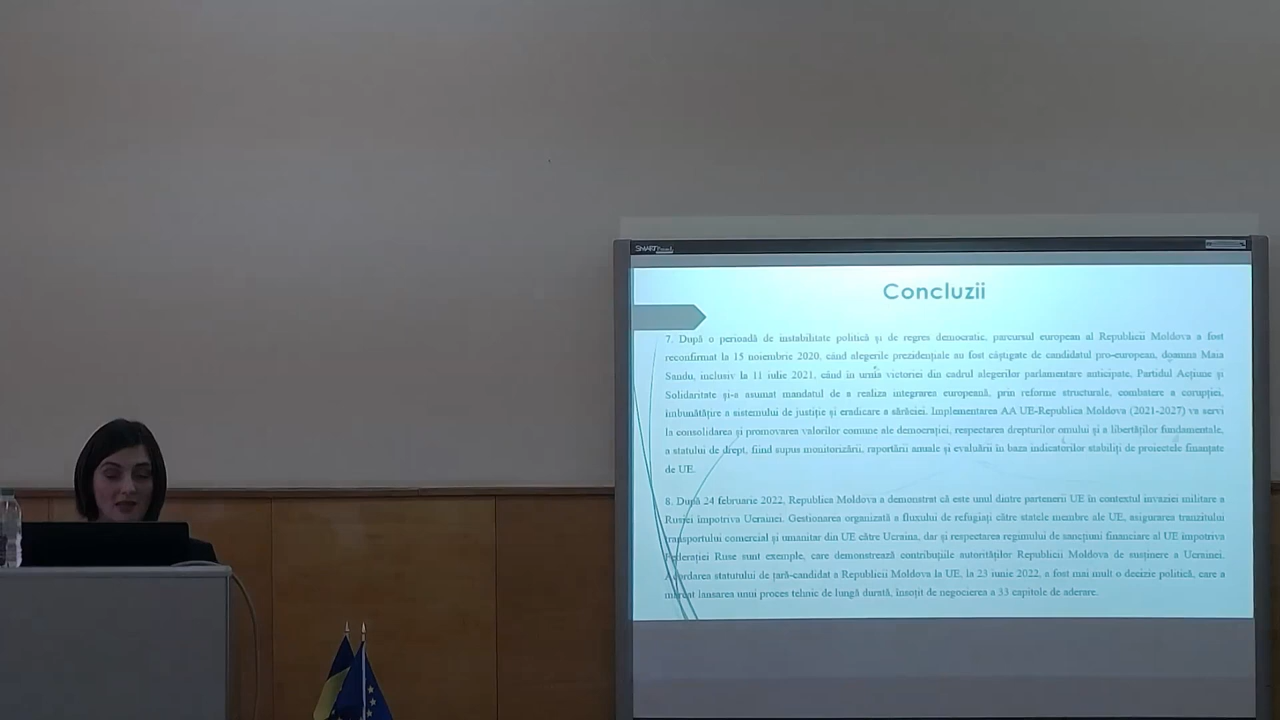 SMART Board
Concluzii
7. După o perioadă de instabilitate politică și de regres democratic, parcursul european al Republicii Moldova a fost
reconfirmat la 15 noiembrie 2020, când alegerile prezidențiale au fost câștigate de candidatul pro-european, doamna Maia
Sandu, inclusiv la 11 iulie 2021, când în urma victoriei din cadrul alegerilor parlamentare anticipate, Partidul Acțiune și
Solidaritate și-a asumat mandatul de a realiza integrarea europeană, prin reforme structurale, combatere a corupției,
îmbunătățire a sistemului de justiție și eradicare a sărăciei. Implementarea AA UE-Republica Moldova (2021-2027) va servi
la consolidarea și promovarea valorilor comune ale democrației, respectarea drepturilor omului și a libertăților fundamentale,
a statului de drept, fiind supus monitorizării, raportării anuale și evaluării în baza indicatorilor stabiliți de proiectele finanțate
de UE.
8. După 24 februarie 2022, Republica Moldova a demonstrat că este unul dintre partenerii UE în contextul invaziei militare a
Rusiei împotriva Ucrainei. Gestionarea organizată a fluxului de refugiați către statele membre ale UE, asigurarea tranzitului
transportului comercial și umanitar din UE către Ucraina, dar și respectarea regimului de sancțiuni financiare al UE împotriva
Federației Ruse sunt exemple, care demonstrează contribuțiile autorităților Republicii Moldova de susținere a Ucrainei.
Acordarea statutului de țară-candidat a Republicii Moldova la UE, la 23 iunie 2022, a fost mai mult o decizie politică, care a
marcat lansarea unui proces tehnic de lungă durată, însoțit de negocierea a 33 capitole de aderare.